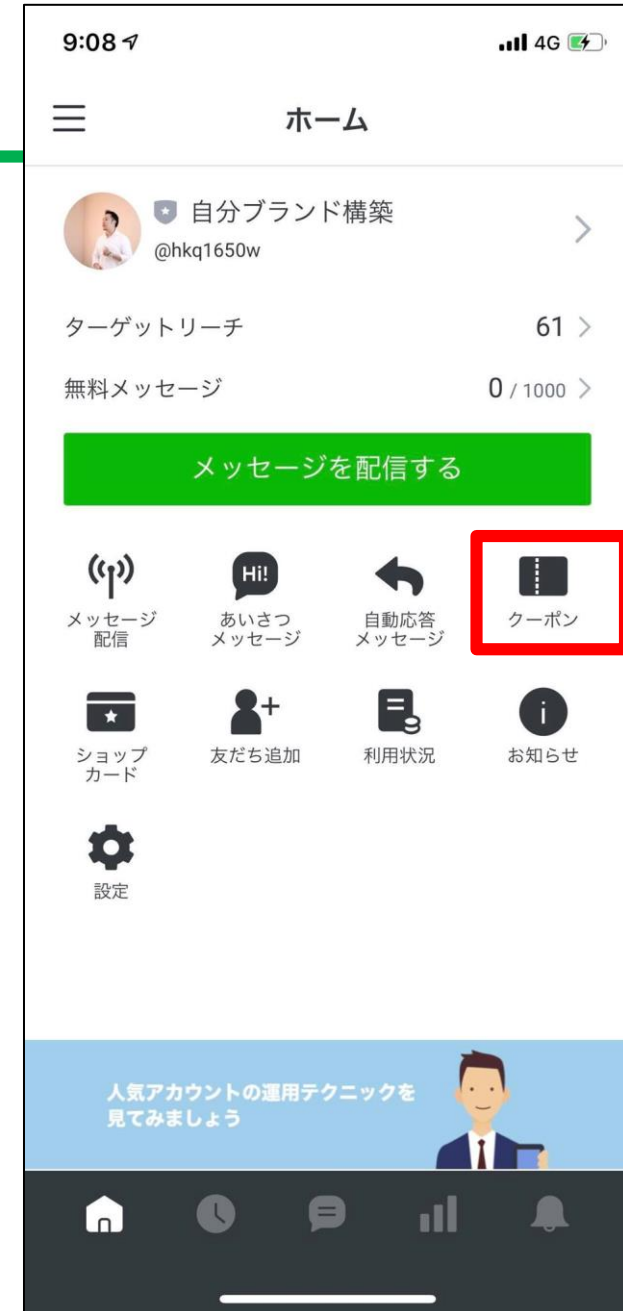 9:08
4G
ホーム
自分ブランド構築
@hkq1650w
ターゲットリーチ
61
無料メッセージ
0 / 1000
メッセージを配信する
Hi!
メッセージ
配信
あいさつ
メッセージ
自動応答
メッセージ
クーポン
ショップ
カード
友だち追加
利用状況
お知らせ
設定
人気アカウントの運用テクニックを
見てみましょう